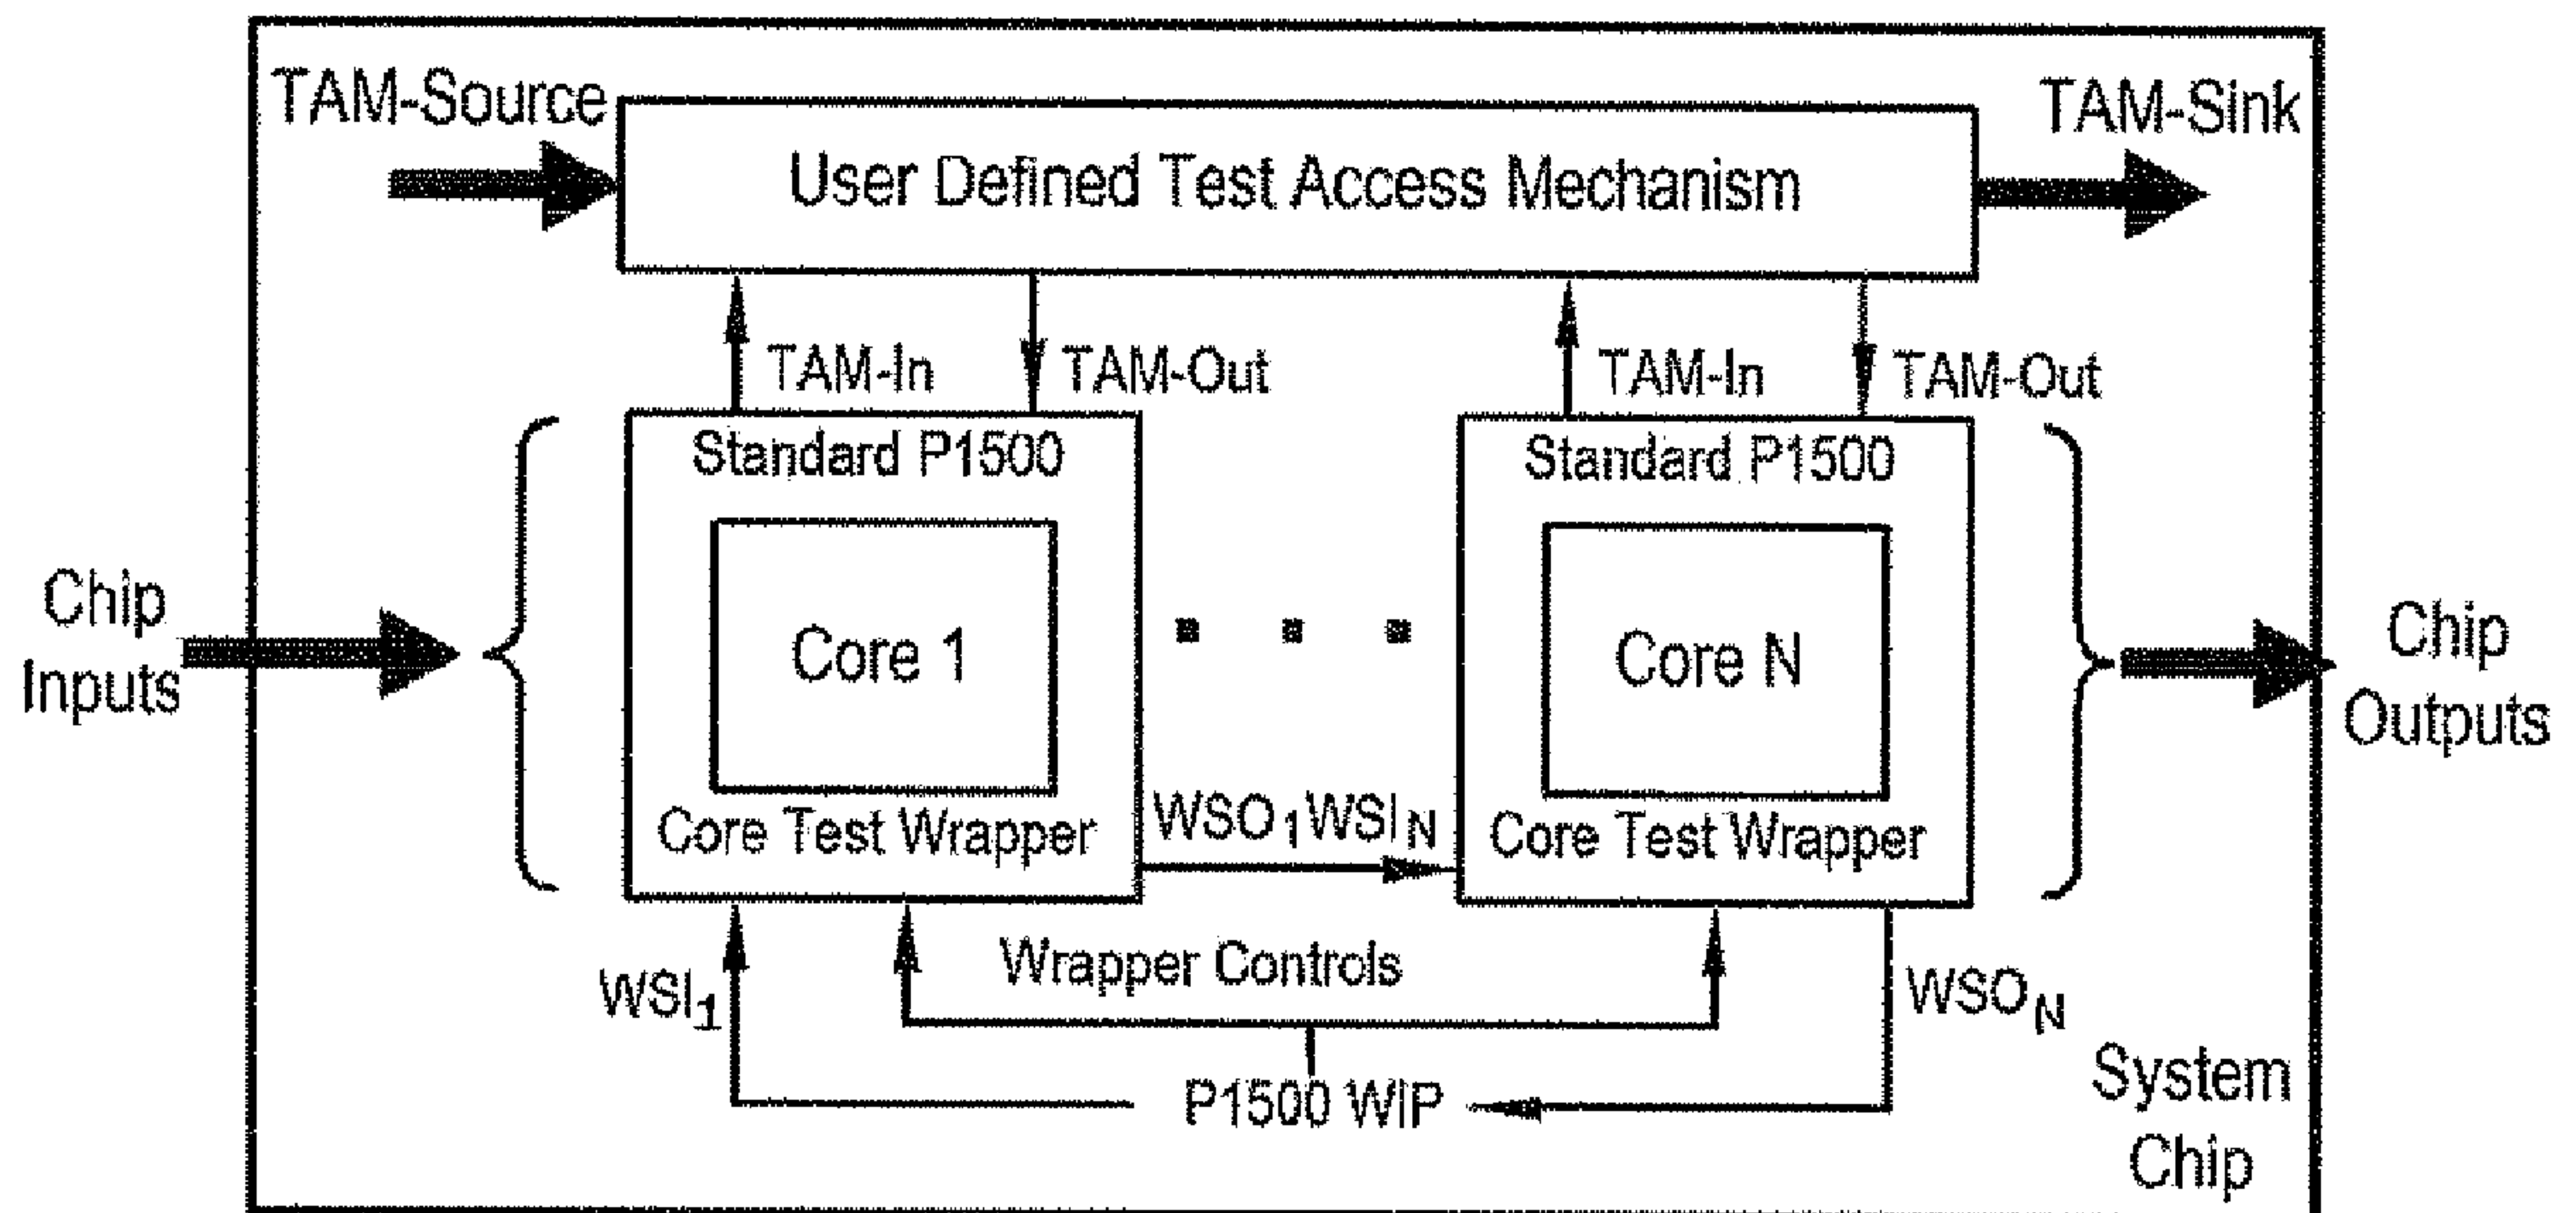 TAM-Source
User Defined Test Access Mechanism
TAM-Sink
TAM-In
TAM-Out
TAM-In
TAM-Out
Standard P1500
Core 1
Core Test Wrapper
Standard P1500
Core N
Core Test Wrapper
Chip
Inputs
Chip
Outputs
WSO1WSIN
WSI1
Wrapper Controls
WSON
P1500 WIP
System
Chip